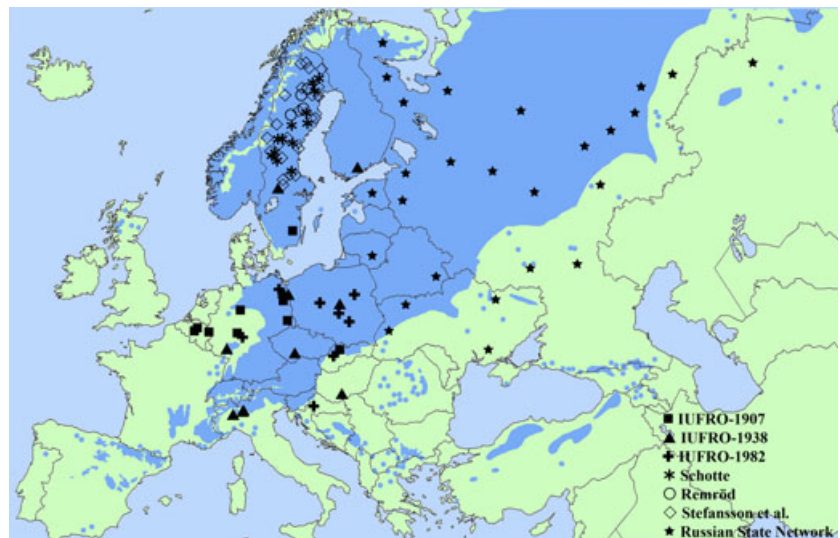 IUFRO-1907
IUFRO-1938
IUFRO-1982
Schotte
Remröd
Stefansson et al.
Russian State Network